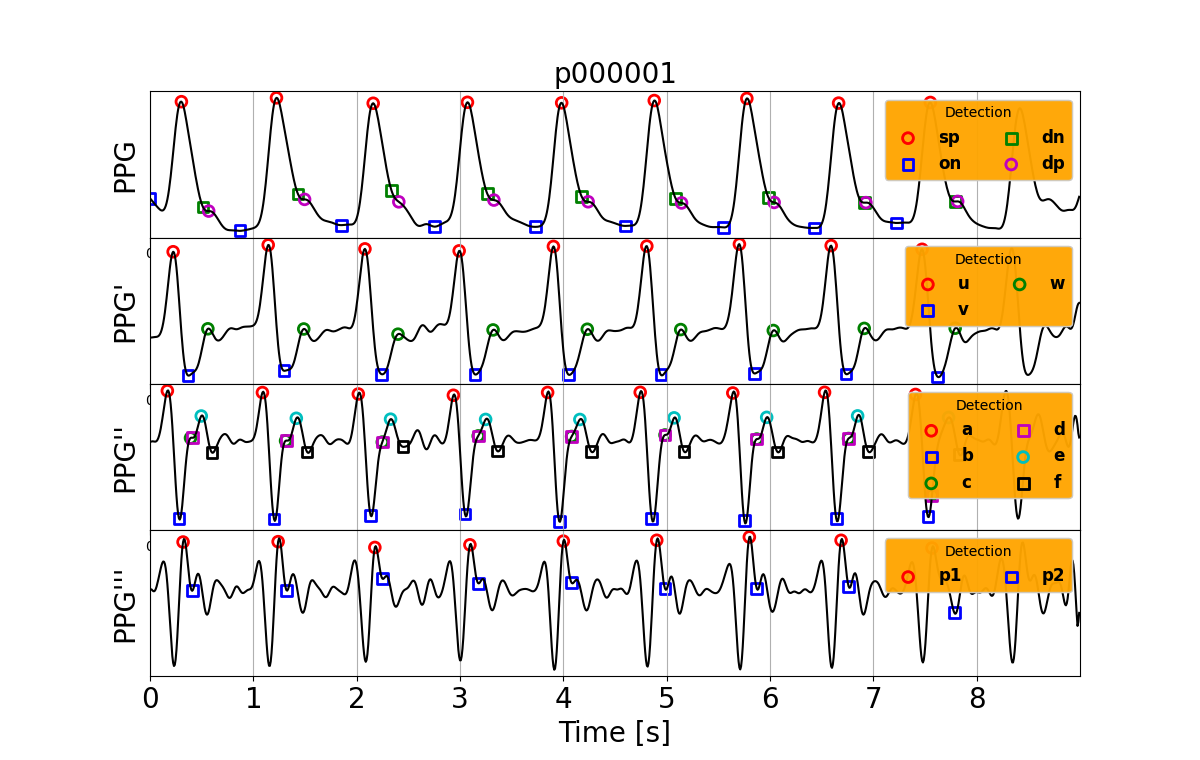 p000001
PPG
Detection
sp dn
on dp
PPG'
Detection
u w
v
PPG''
Detection
a d
b e
c f
PPG'''
Detection
p1 p2
0 1 2 3 4 5 6 7 8
Time [s]